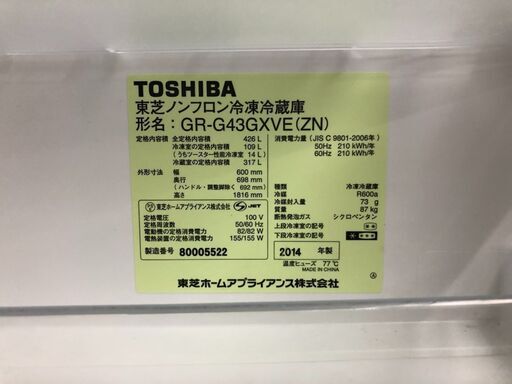 TOSHIBA
東芝ノンフロン冷凍冷蔵庫
形名：GR-G43GXVE(ZN)
定格内容積 全定格内容積 426 L
冷凍室の定格内容積 109 L
（うちツースター性能冷凍室 14 L）
冷蔵室の定格内容積 317 L
外形寸法 幅 600 mm
奥行 698 mm
（ハンドル・調整脚除く 692 mm）
高さ 1816 mm
東芝ホームアプライアンス株式会社 JET
定格電圧 100 V
定格周波数 50/60 Hz
電動機の定格消費電力 82/82 W
電熱装置の定格消費電力 155/155 W
製造番号 80005522
消費電力量（JIS C 9801-2006年）
50Hz 210 kWh/年
60Hz 210 kWh/年
種類 冷凍冷蔵庫
冷媒 R600a
冷媒封入量 73 g
質量 87 kg
断熱発泡ガス シクロペンタン
上段冷凍室の記号
下段冷凍室の記号
2014 年製
温度ヒューズ 77℃
MADE IN CHINA
Ⓐ
東芝ホームアプライアンス株式会社